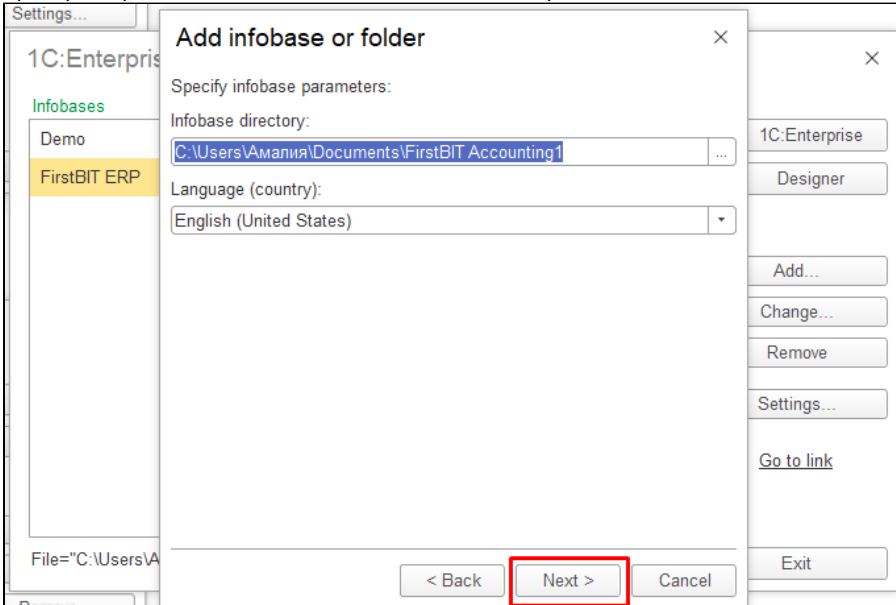 Settings...
Add infobase or folder
1C:Enterpris
Specify infobase parameters:
Infobases
Infobase directory:
Demo
C:\Users\Амалия\Documents\FirstBIT Accounting1
...
1C:Enterprise
FirstBIT ERP
Language (country):
Designer
English (United States)
Add...
Change...
Remove
Settings...
Go to link
File="C:\Users\А
< Back
Next >
Cancel
Exit